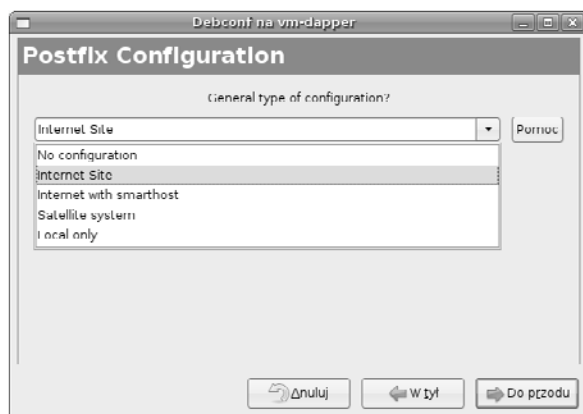 Debconf na vm-dapper
Postfix Configuration
General type of configuration?
Internet Site
Pomoc
No configuration
Internet Site
Internet with smarthost
Satellite system
Local only
Anuluj
W tył
Do przodu